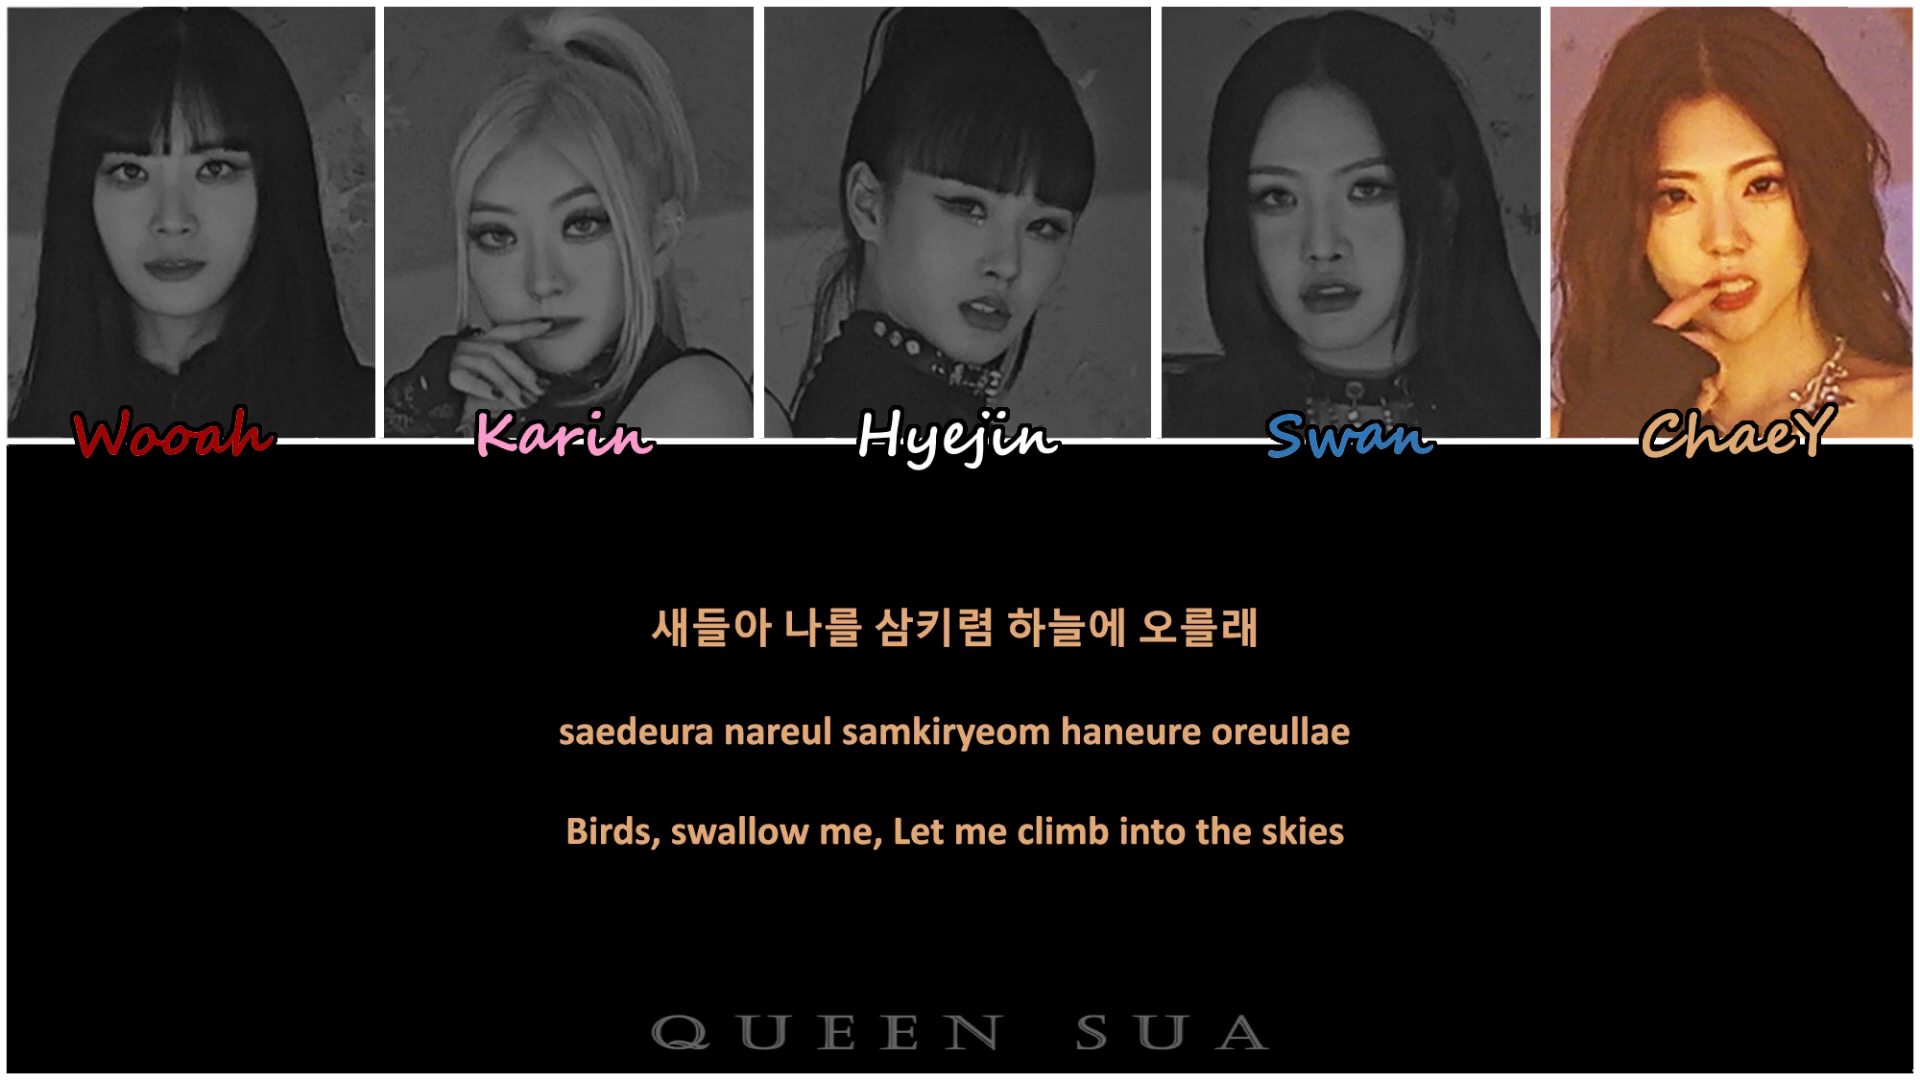 Wooah
Karin
Hyejin
Swan
ChaeY
새들아 나를 삼키렴 하늘에 오를래
saedeura nareul samkiryeom haneure oreullae
Birds, swallow me, Let me climb into the skies
QUEEN SUA